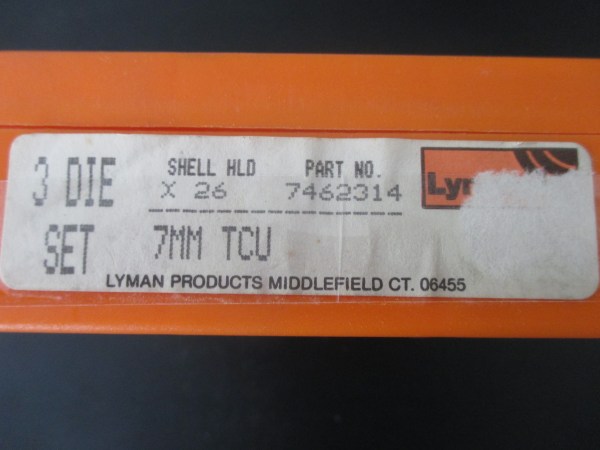 3 DIE SHELL HLD PART NO.
X 26 7462314
SET 7MM TCU
LYMAN PRODUCTS MIDDLEFIELD CT. 06455